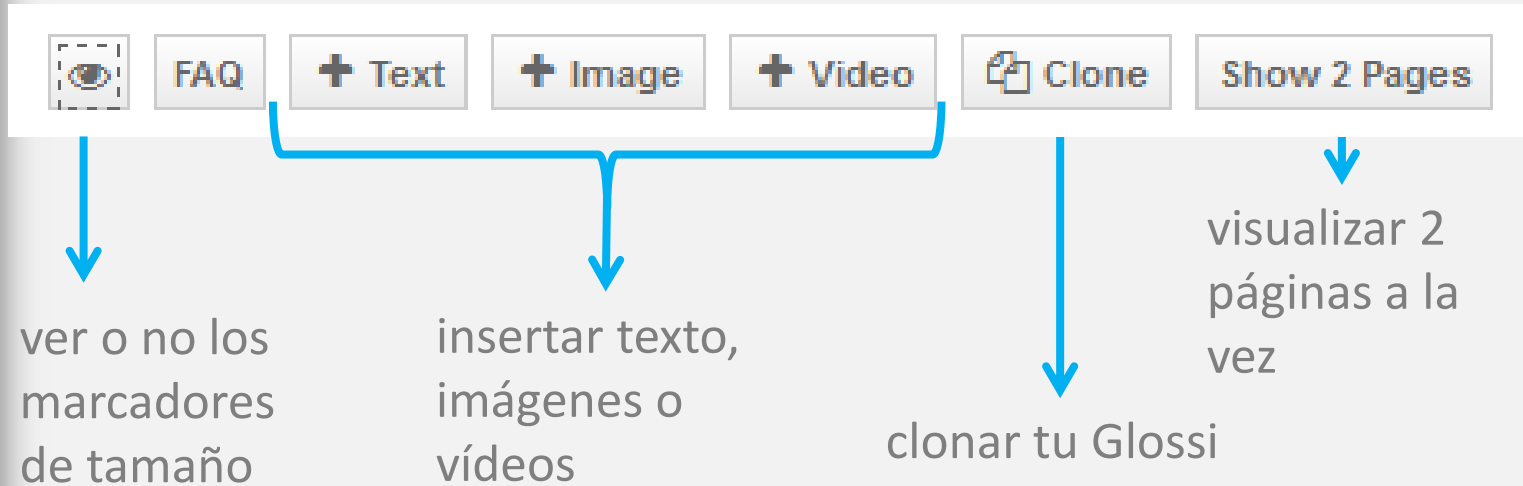 FAQ
Text
Image
Video
Clone
Show 2 Pages
ver o no los
marcadores
de tamaño
insertar texto,
imágenes o
vídeos
clonar tu Glossi
visualizar 2
páginas a la
vez